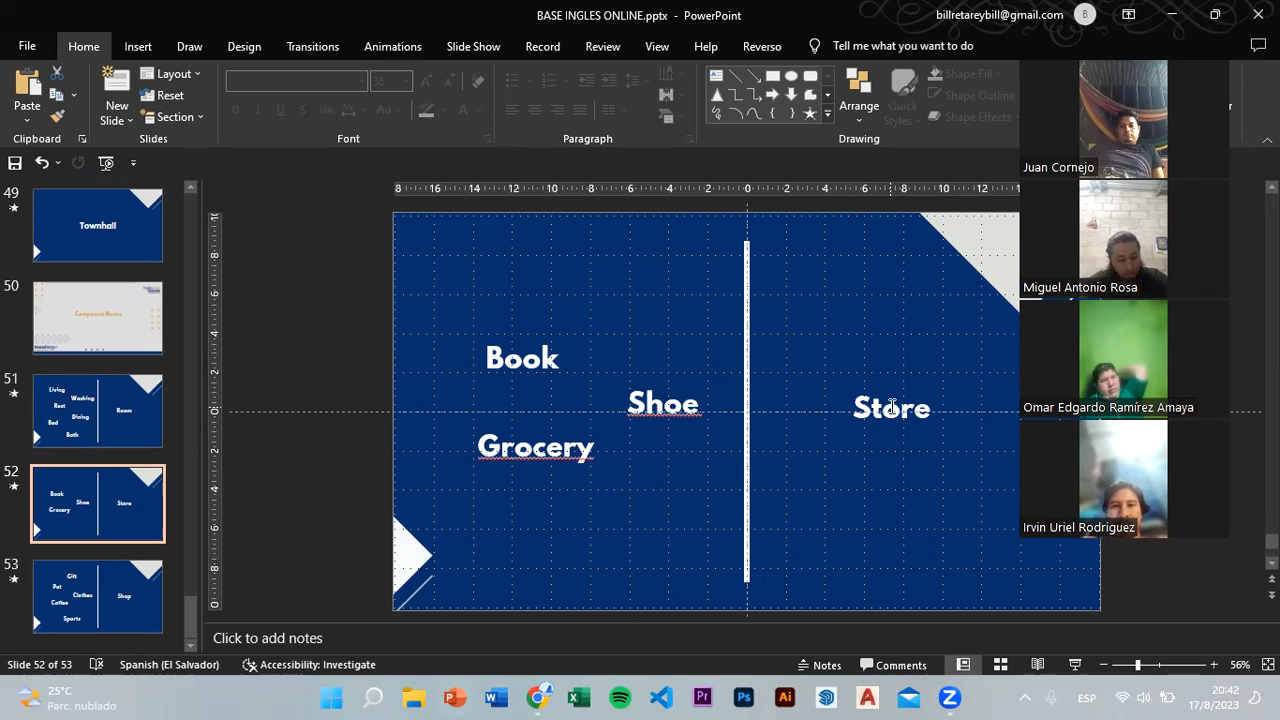 BASE INGLES ONLINE.pptx - PowerPoint
billretareybill@gmail.com B
File Home Insert Draw Design Transitions Animations Slide Show Record Review View Help Reverso Tell me what you want to do
Paste
New Slide
Layout
Reset
Section
36
Arrange
Quick Styles
Shape Fill
Shape Outline
Shape Effects
Clipboard Slides Font Paragraph Drawing
Juan Cornejo
Miguel Antonio Rosa
Omar Edgardo Ramírez Amaya
Irvin Uriel Rodriguez
49
Townhall
50
Compound Nouns
51
Living
Washing
Rest
Dining
Bed
Bath
Room
52
Book
Shoe
Grocery
Store
53
Gift
Pet
Clothes
Coffee
Sports
Shop
Book
Shoe
Grocery
Store
Click to add notes
Slide 52 of 53 Spanish (El Salvador) Accessibility: Investigate Notes Comments 56%
25°C
Parc. nublado
ESP
20:42
17/8/2023